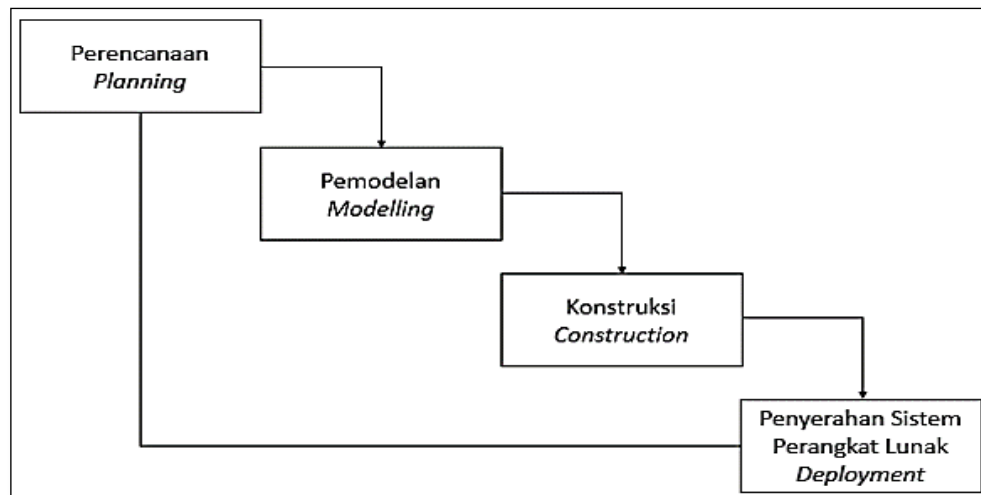 Perencanaan
Planning
Pemodelan
Modelling
Konstruksi
Construction
Penyerahan Sistem
Perangkat Lunak
Deployment